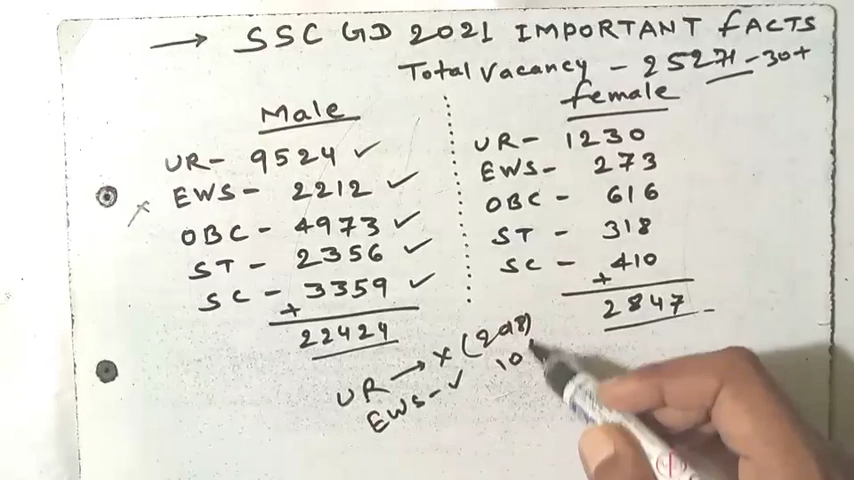 → SSC GD 2021 IMPORTANT FACTS
Total Vacancy - 25271 - 30+
Male
UR- 9524 ✓
EWS- 2212 ✓
OBC- 4973 ✓
ST- 2356 ✓
SC- 3359 ✓
+
22424
female
UR- 1230
EWS- 273
OBC- 616
ST- 318
SC- 410
+
2847
UR → × (2018)
EWS- ✓ 10